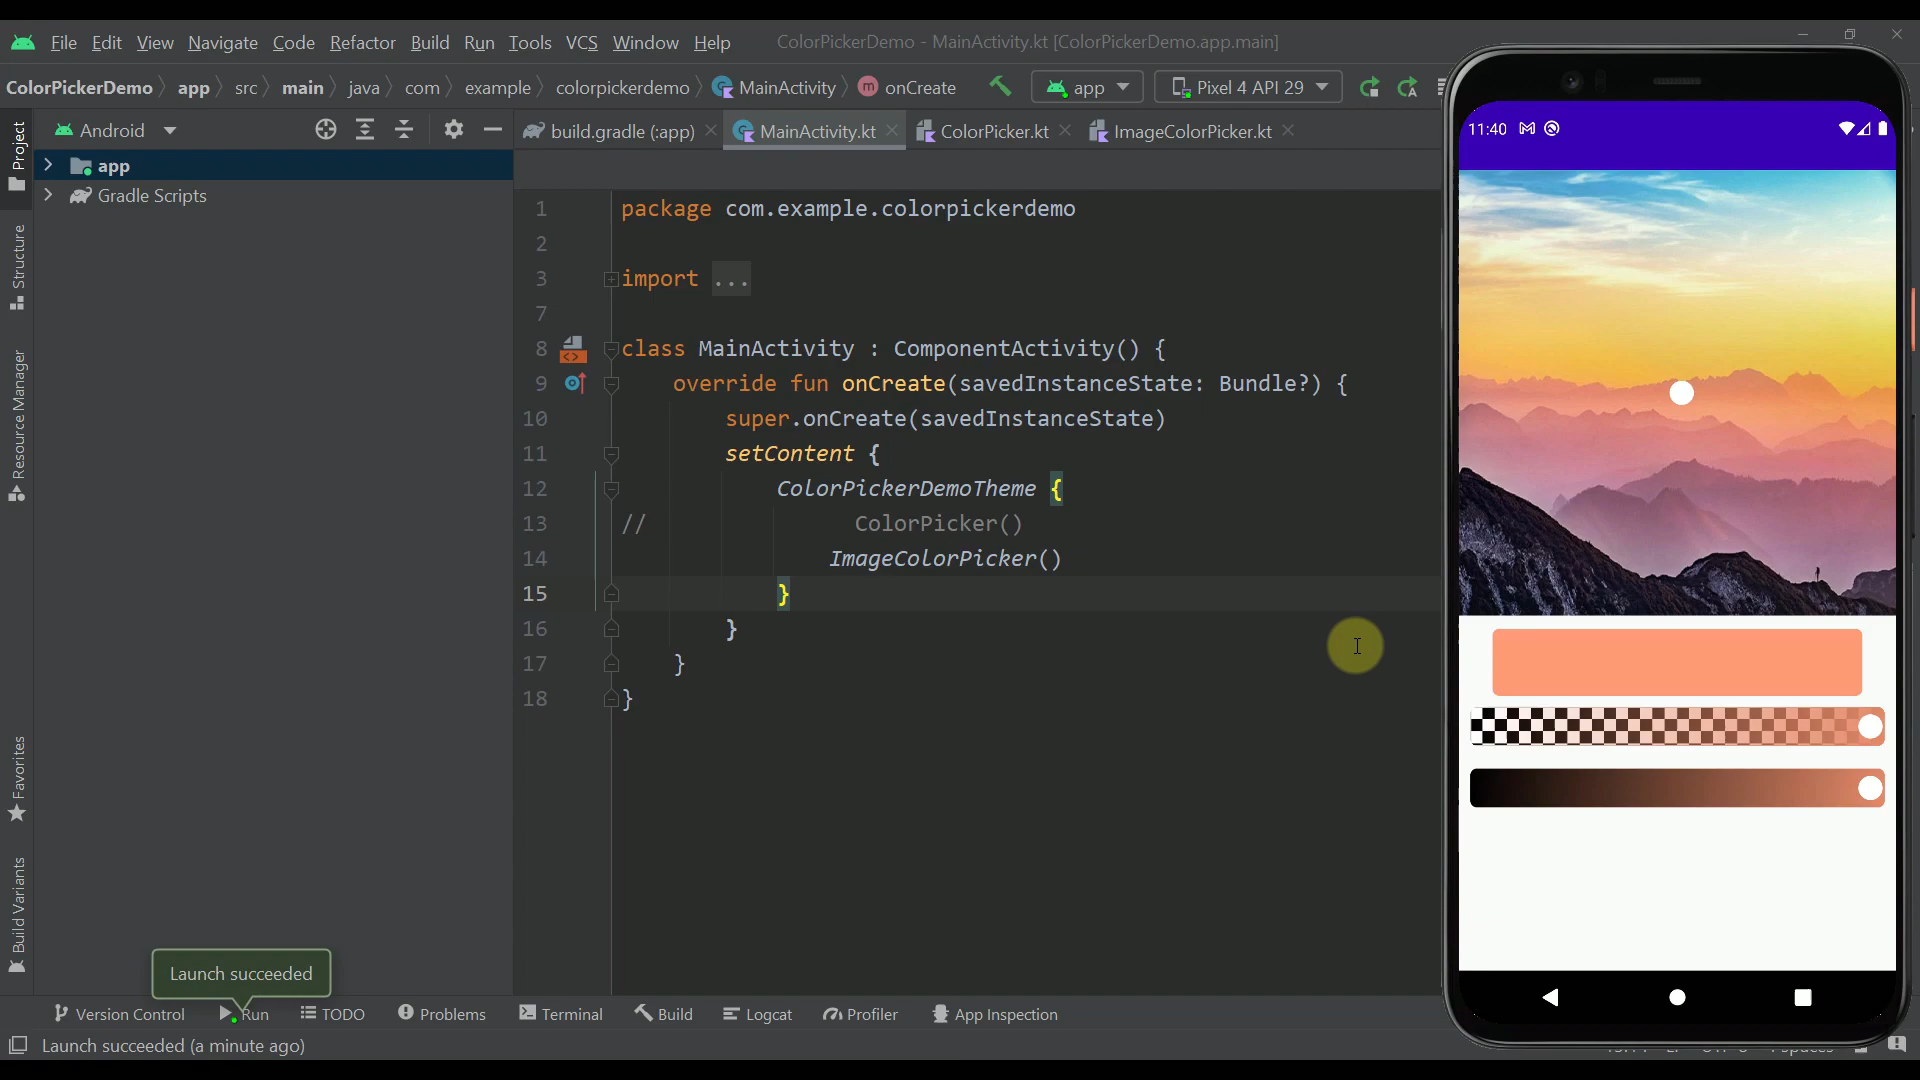 File Edit View Navigate Code Refactor Build Run Tools VCS Window Help ColorPickerDemo - MainActivity.kt [ColorPickerDemo.app.main]
ColorPickerDemo app src main java com example colorpickerdemo MainActivity onCreate app Pixel 4 API 29
Android
build.gradle (:app) MainActivity.kt ColorPicker.kt ImageColorPicker.kt
11:40
Project
app
Gradle Scripts
Structure
Resource Manager
Favorites
Build Variants
1 package com.example.colorpickerdemo
2
3 import ...
7
8 class MainActivity : ComponentActivity() {
9 override fun onCreate(savedInstanceState: Bundle?) {
10 super.onCreate(savedInstanceState)
11 setContent {
12 ColorPickerDemoTheme {
13 // ColorPicker()
14 ImageColorPicker()
15 }
16 }
17 }
18 }
Launch succeeded
Version Control Run TODO Problems Terminal Build Logcat Profiler App Inspection
Launch succeeded (a minute ago)